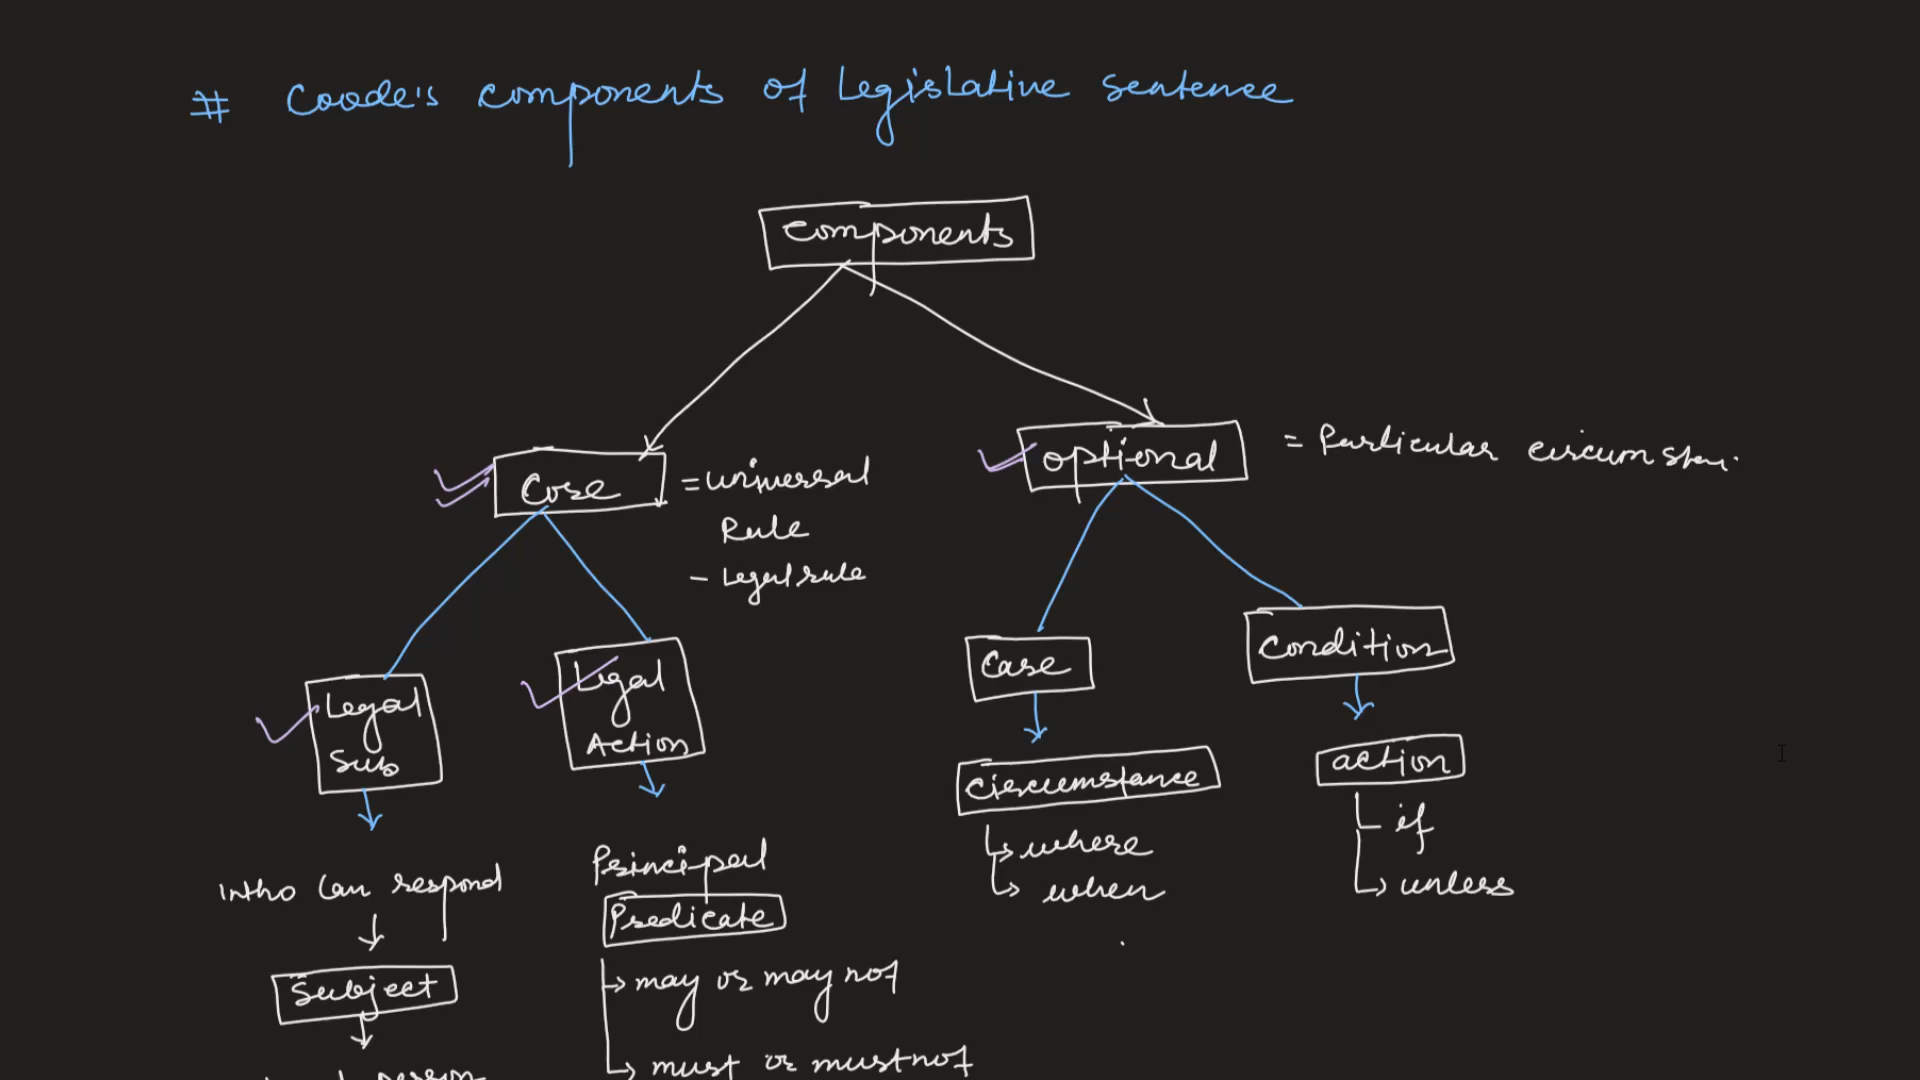 # Coode's components of Legislative sentence
Components
Core
= universal
Rule
- Legal rule
optional
= Particular circumstan.
Legal
Sub
Legal
Action
Case
Condition
circumstance
where
when
action
if
unless
who can respond
Subject
Principal
Predicate
may or may not
must or must not
person